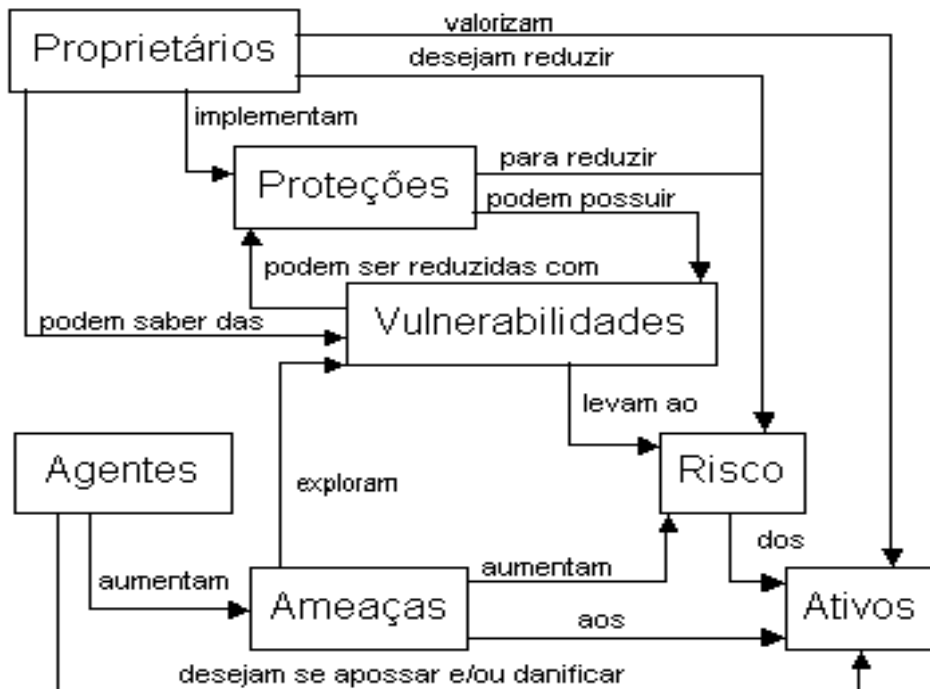 valorizam
Proprietários
desejam reduzir
implementam
para reduzir
Proteções
podem possuir
podem ser reduzidas com
podem saber das
Vulnerabilidades
levam ao
Agentes
Risco
exploram
dos
aumentam
aumentam
Ameaças
Ativos
aos
desejam se apossar e/ou danificar